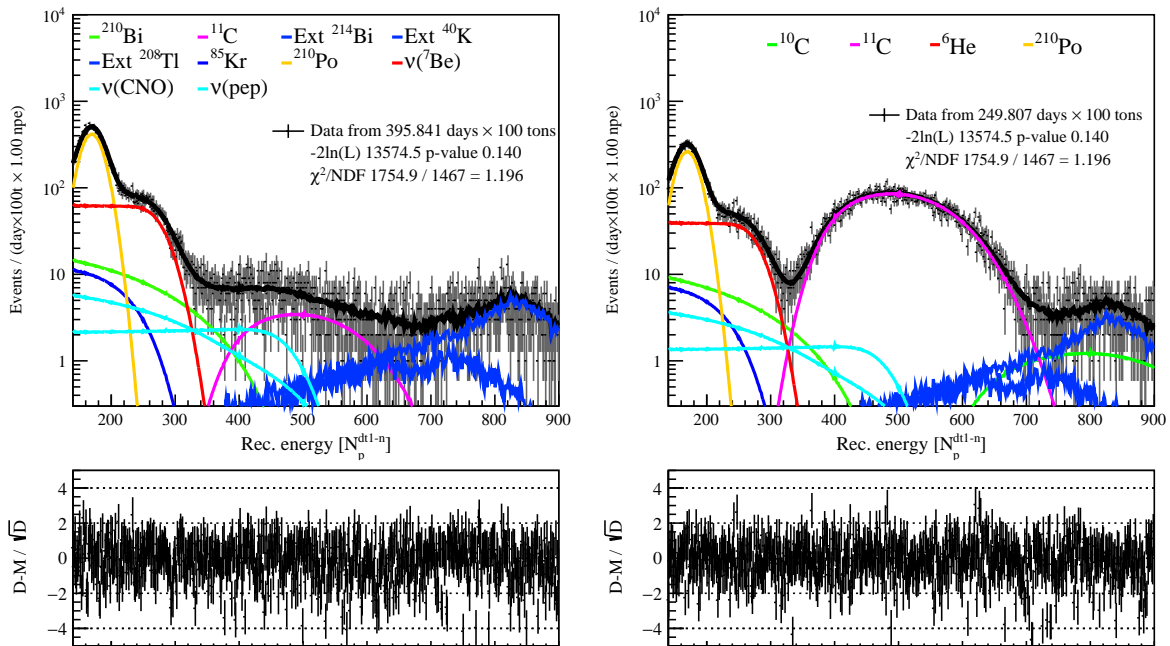 ²¹⁰Bi ¹¹C Ext ²¹⁴Bi Ext ⁴⁰K
Ext ²⁰⁸Tl ⁸⁵Kr ²¹⁰Po ν(⁷Be)
ν(CNO) ν(pep)
Data from 395.841 days × 100 tons
-2ln(L) 13574.5 p-value 0.140
χ²/NDF 1754.9 / 1467 = 1.196
Events / (day×100t × 1.00 npe)
10⁴
10³
10²
10
1
200 300 400 500 600 700 800 900
Rec. energy [N_p^{dt1-n}]
D-M / √D
4
2
0
−2
−4
¹⁰C ¹¹C ⁶He ²¹⁰Po
Data from 249.807 days × 100 tons
-2ln(L) 13574.5 p-value 0.140
χ²/NDF 1754.9 / 1467 = 1.196
Events / (day×100t × 1.00 npe)
10⁴
10³
10²
10
1
200 300 400 500 600 700 800 900
Rec. energy [N_p^{dt1-n}]
D-M / √D
4
2
0
−2
−4